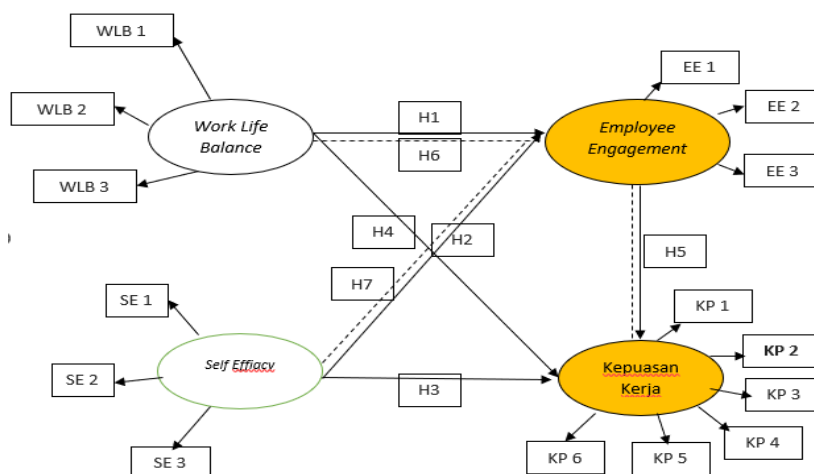 WLB 1
WLB 2
WLB 3
Work Life
Balance
H1
H6
EE 1
EE 2
EE 3
Employee
Engagement
H4
H2
H7
H5
SE 1
SE 2
SE 3
Self Effiacy
H3
KP 1
KP 2
KP 3
KP 4
KP 5
KP 6
Kepuasan
Kerja